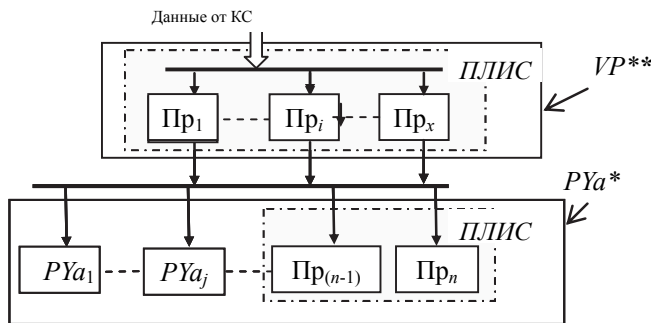 Данные от КС
ПЛИС
VP**
Пр1 Прi Прx
PYa*
ПЛИС
PYa1 PYaj Пр(n-1) Прn